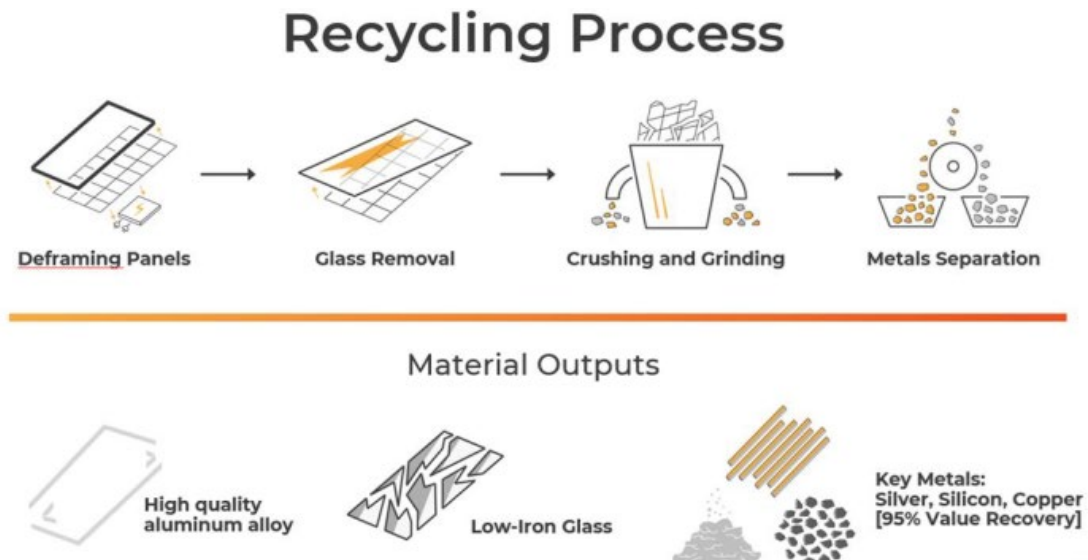 Recycling Process
Deframing Panels
Glass Removal
Crushing and Grinding
Metals Separation
Material Outputs
High quality
aluminum alloy
Low-Iron Glass
Key Metals:
Silver, Silicon, Copper
[95% Value Recovery]